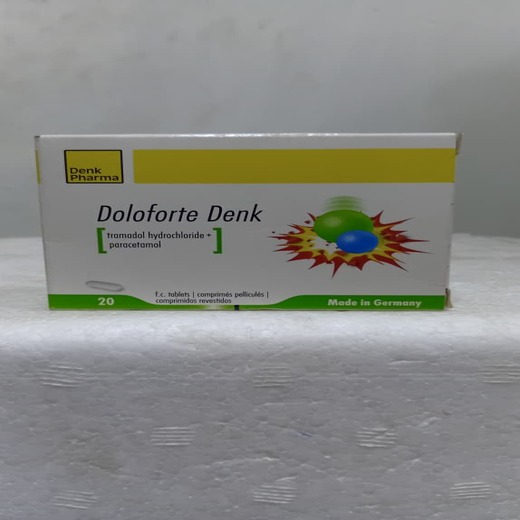 Denk
Pharma
Doloforte Denk
tramadol hydrochloride +
paracetamol
20
f.c. tablets | comprimés pelliculés |
comprimidos revestidos
Made in Germany